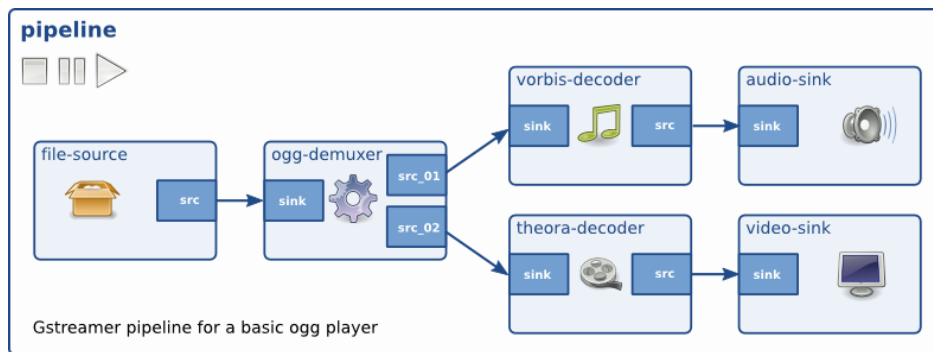 pipeline
file-source
src
ogg-demuxer
sink
src_01
src_02
vorbis-decoder
sink
src
audio-sink
sink
theora-decoder
sink
src
video-sink
sink
Gstreamer pipeline for a basic ogg player